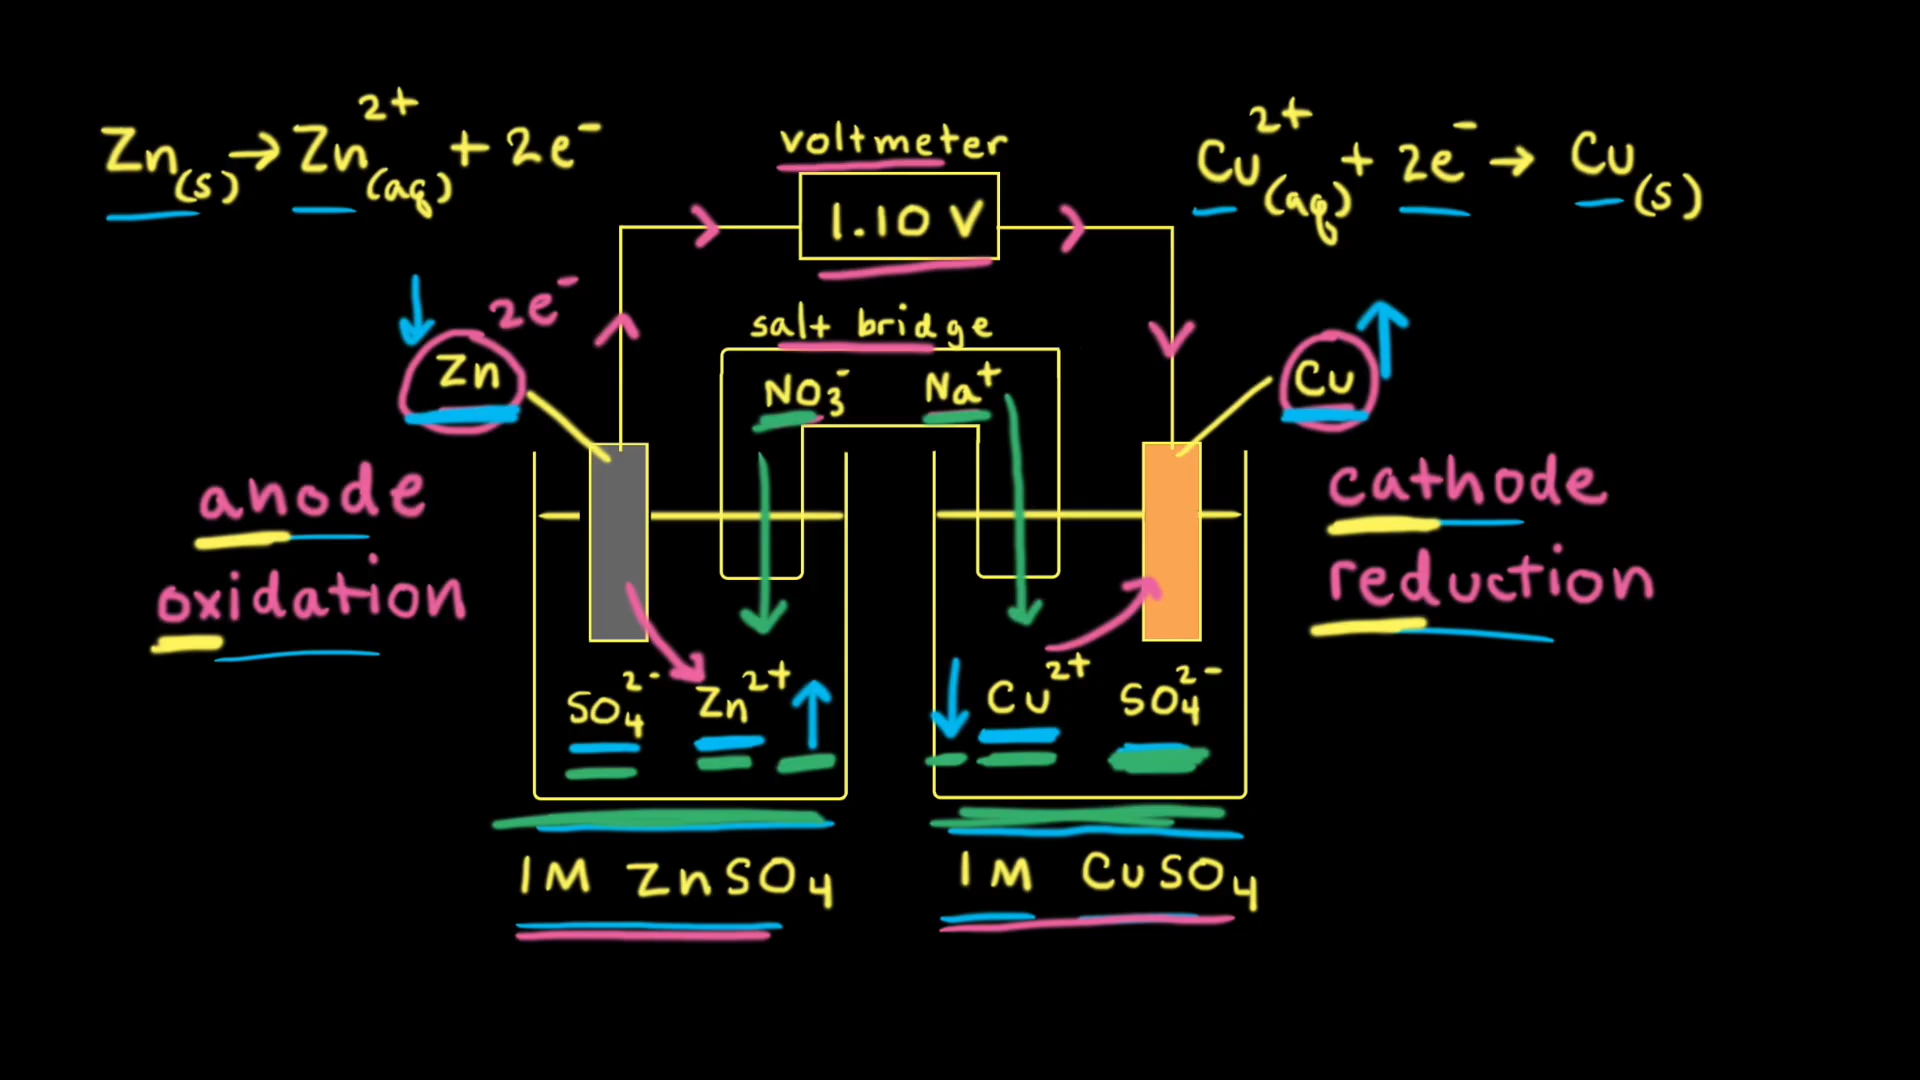 Zn(s) → Zn²⁺(aq) + 2e⁻
voltmeter
1.10 V
Cu²⁺(aq) + 2e⁻ → Cu(s)
2e⁻
salt bridge
Zn
NO₃⁻
Na⁺
Cu
anode
oxidation
cathode
reduction
SO₄²⁻
Zn²⁺
Cu²⁺
SO₄²⁻
1M ZnSO₄
1M CuSO₄